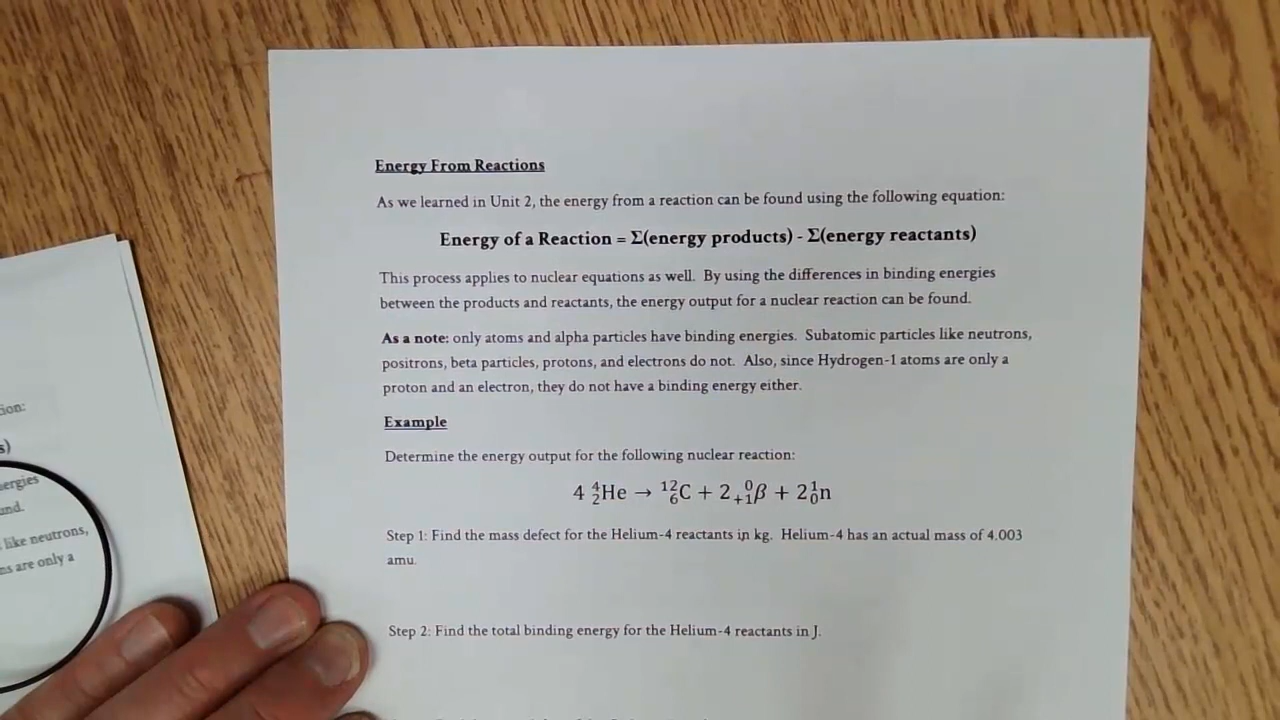 Energy From Reactions
As we learned in Unit 2, the energy from a reaction can be found using the following equation:
Energy of a Reaction = Σ(energy products) - Σ(energy reactants)
This process applies to nuclear equations as well. By using the differences in binding energies
between the products and reactants, the energy output for a nuclear reaction can be found.
As a note: only atoms and alpha particles have binding energies. Subatomic particles like neutrons,
positrons, beta particles, protons, and electrons do not. Also, since Hydrogen-1 atoms are only a
proton and an electron, they do not have a binding energy either.
Example
Determine the energy output for the following nuclear reaction:
4 ⁴₂He → ¹²₆C + 2 ⁰₊₁β + 2¹₀n
Step 1: Find the mass defect for the Helium-4 reactants in kg. Helium-4 has an actual mass of 4.003
amu.
Step 2: Find the total binding energy for the Helium-4 reactants in J.
like neutrons,
are only a